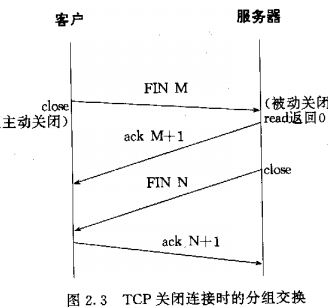 客户
服务器
FIN M
close
(被动关闭
主动关闭)
read返回0
ack M+1
close
FIN N
ack N+1
图 2.3 TCP 关闭连接时的分组交换